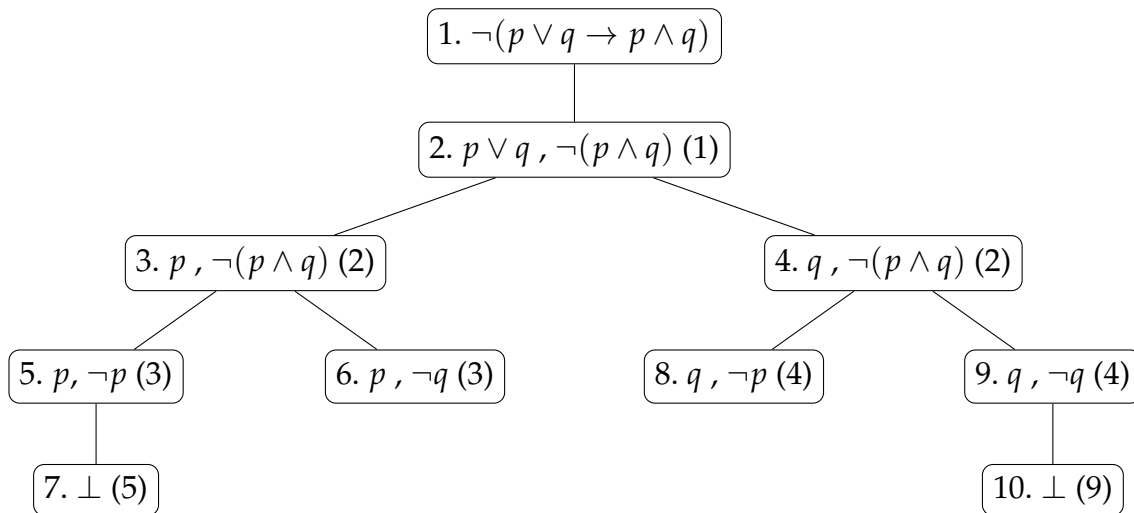 1. ¬(p ∨ q → p ∧ q)
2. p ∨ q , ¬(p ∧ q) (1)
3. p , ¬(p ∧ q) (2)
4. q , ¬(p ∧ q) (2)
5. p, ¬p (3)
6. p , ¬q (3)
8. q , ¬p (4)
9. q , ¬q (4)
7. ⊥ (5)
10. ⊥ (9)